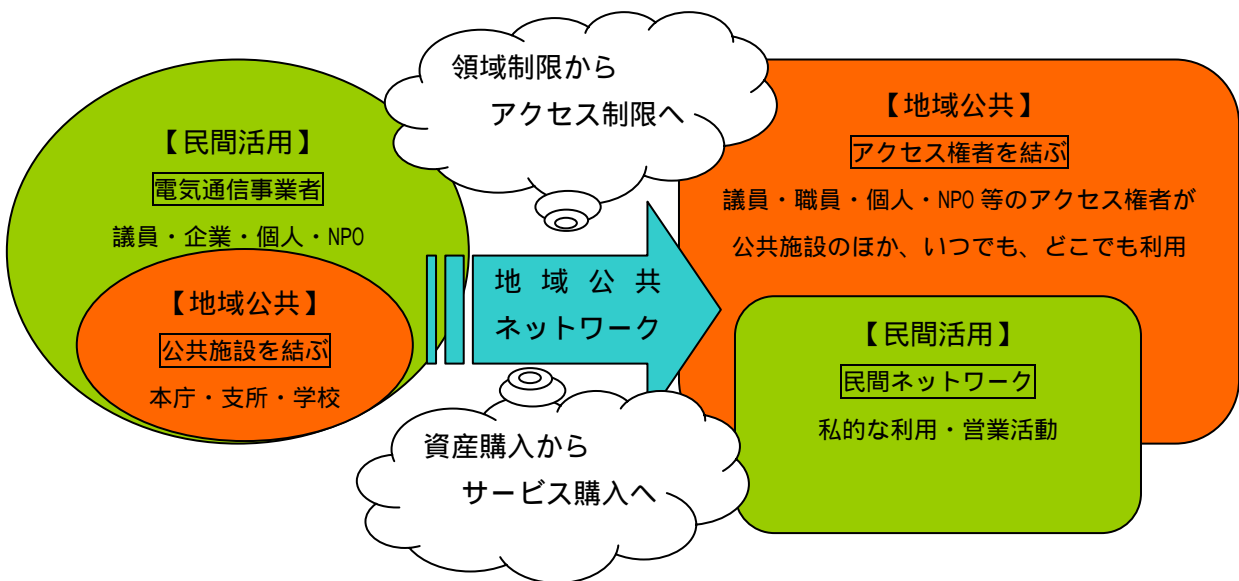 領域制限から
アクセス制限へ
【民間活用】
電気通信事業者
議員・企業・個人・NPO
【地域公共】
公共施設を結ぶ
本庁・支所・学校
地域公共
ネットワーク
資産購入から
サービス購入へ
【地域公共】
アクセス権者を結ぶ
議員・職員・個人・NPO 等のアクセス権者が
公共施設のほか、いつでも、どこでも利用
【民間活用】
民間ネットワーク
私的な利用・営業活動